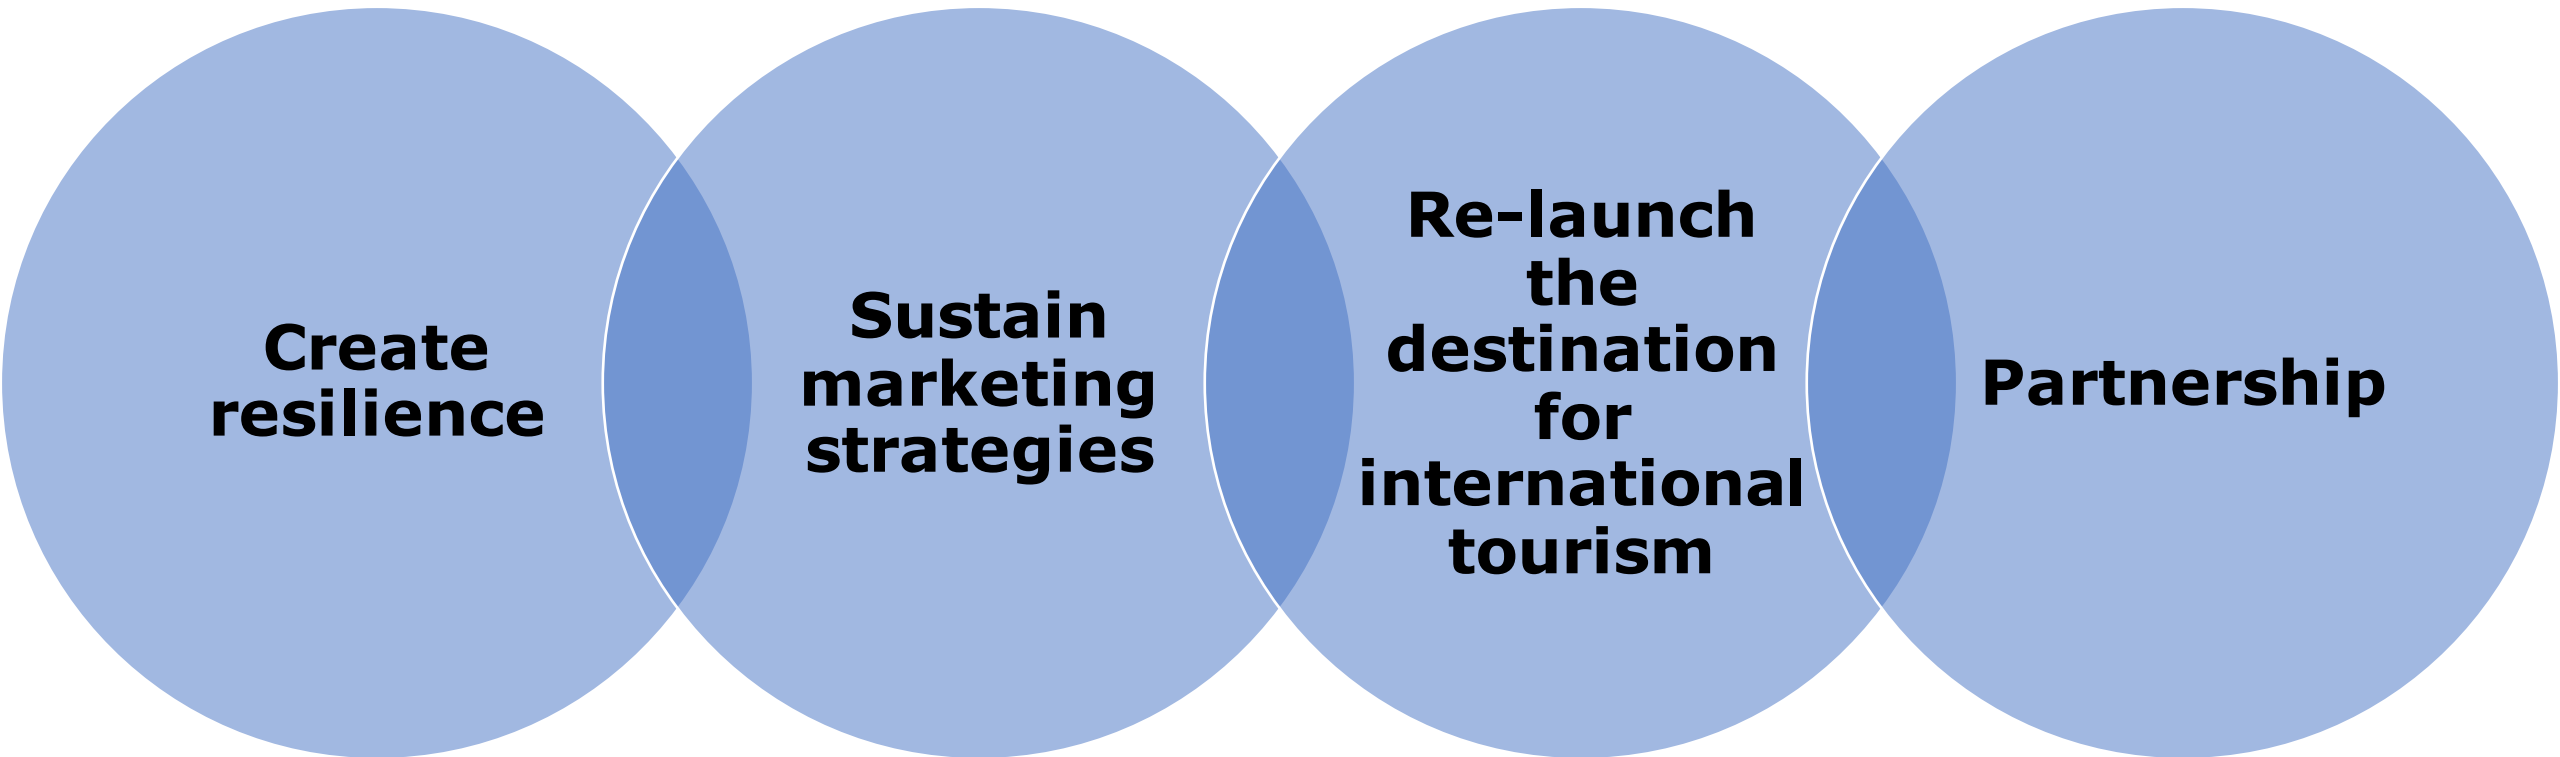 Create
resilience
Sustain
marketing
strategies
Re-launch
the
destination
for
international
tourism
Partnership